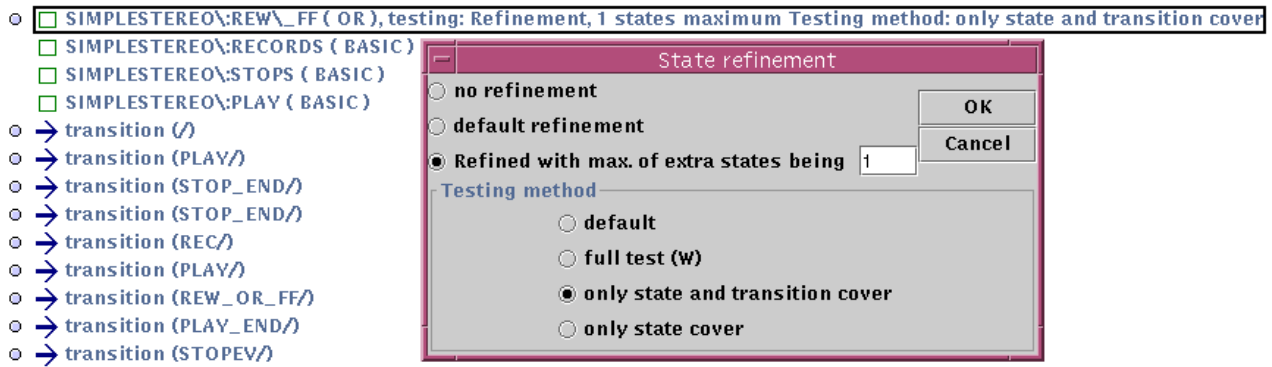 SIMPLESTEREO\:REW\_FF ( OR ), testing: Refinement, 1 states maximum Testing method: only state and transition cover
SIMPLESTEREO\:RECORDS ( BASIC )
SIMPLESTEREO\:STOPS ( BASIC )
SIMPLESTEREO\:PLAY ( BASIC )
transition (/)
transition (PLAY/)
transition (STOP_END/)
transition (STOP_END/)
transition (REC/)
transition (PLAY/)
transition (REW_OR_FF/)
transition (PLAY_END/)
transition (STOPEV/)
State refinement
no refinement
default refinement
Refined with max. of extra states being 1
OK
Cancel
Testing method
default
full test (W)
only state and transition cover
only state cover